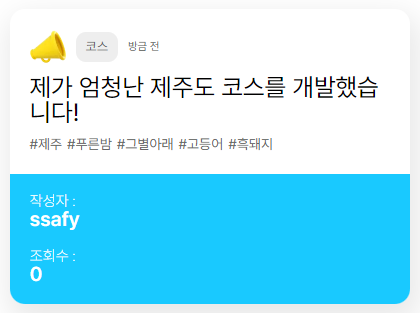 코스 방금 전
제가 엄청난 제주도 코스를 개발했습
니다!
#제주 #푸른밤 #그별아래 #고등어 #흑돼지
작성자 :
ssafy
조회수 :
0